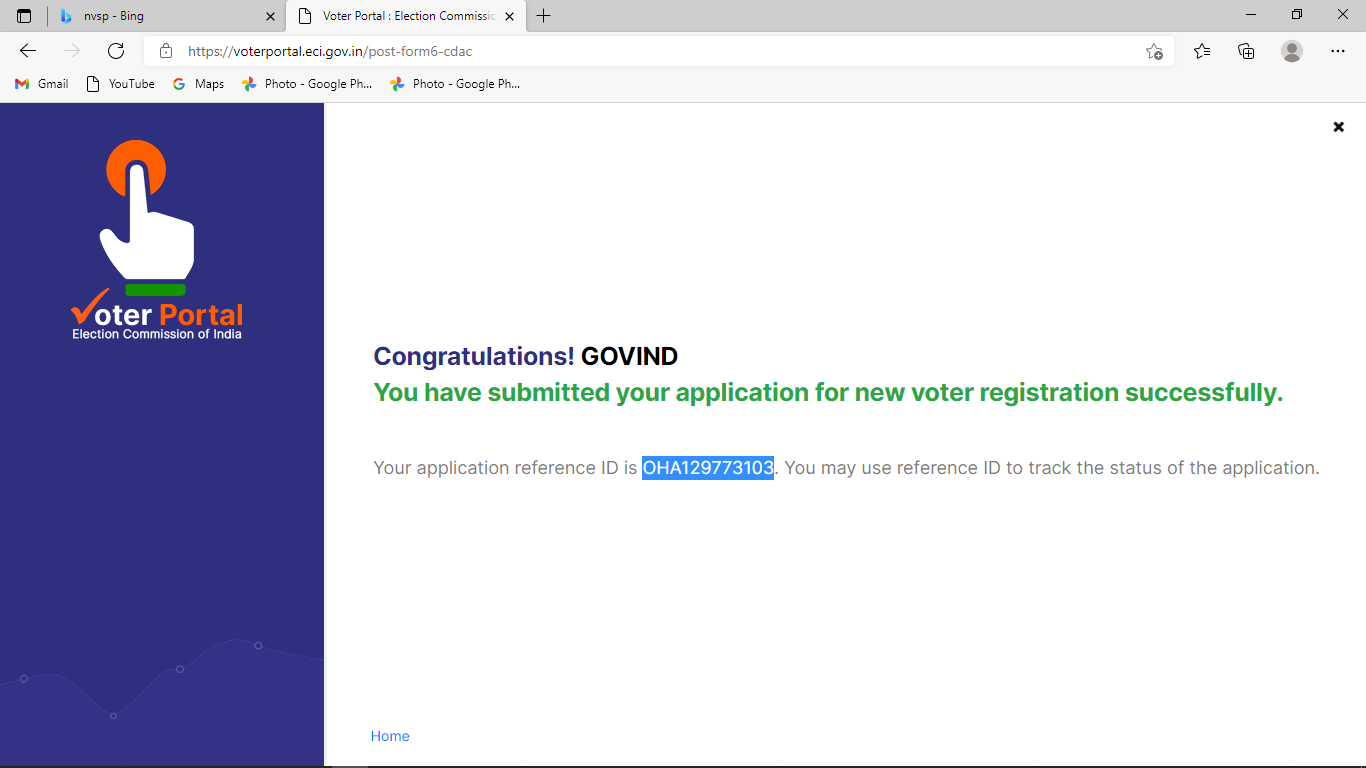 nvsp - Bing
Voter Portal : Election Commissic
https://voterportal.eci.gov.in/post-form6-cdac
Gmail YouTube Maps Photo - Google Ph... Photo - Google Ph...
Voter Portal
Election Commission of India
Congratulations! GOVIND
You have submitted your application for new voter registration successfully.
Your application reference ID is OHA129773103. You may use reference ID to track the status of the application.
Home